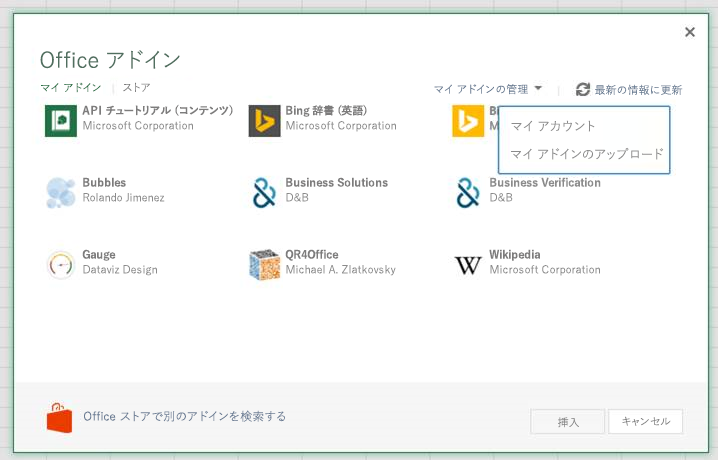 Office アドイン
マイ アドイン | ストア
マイ アドインの管理 | 最新の情報に更新
マイ アカウント
マイ アドインのアップロード
API チュートリアル (コンテンツ)
Microsoft Corporation
Bing 辞書 (英語)
Microsoft Corporation
Bubbles
Rolando Jimenez
Business Solutions
D&B
Business Verification
D&B
Gauge
Dataviz Design
QR4Office
Michael A. Zlatkovsky
Wikipedia
Microsoft Corporation
Office ストアで別のアドインを検索する
挿入
キャンセル